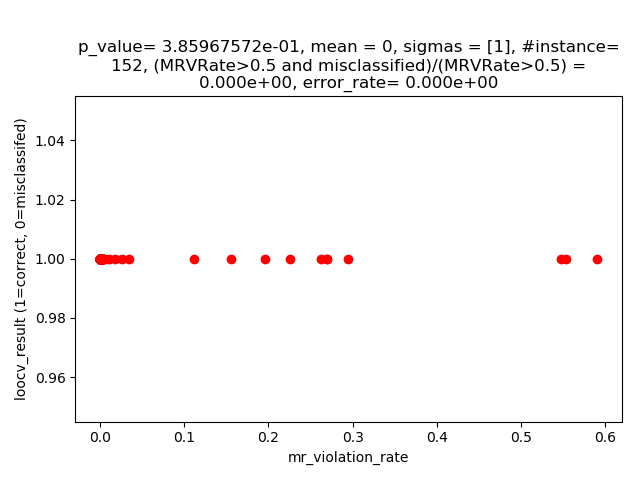 p_value= 3.85967572e-01, mean = 0, sigmas = [1], #instance=
152, (MRVRate>0.5 and misclassified)/(MRVRate>0.5) =
0.000e+00, error_rate= 0.000e+00
loocv_result (1=correct, 0=misclassifed)
1.04
1.02
1.00
0.98
0.96
0.0 0.1 0.2 0.3 0.4 0.5 0.6
mr_violation_rate